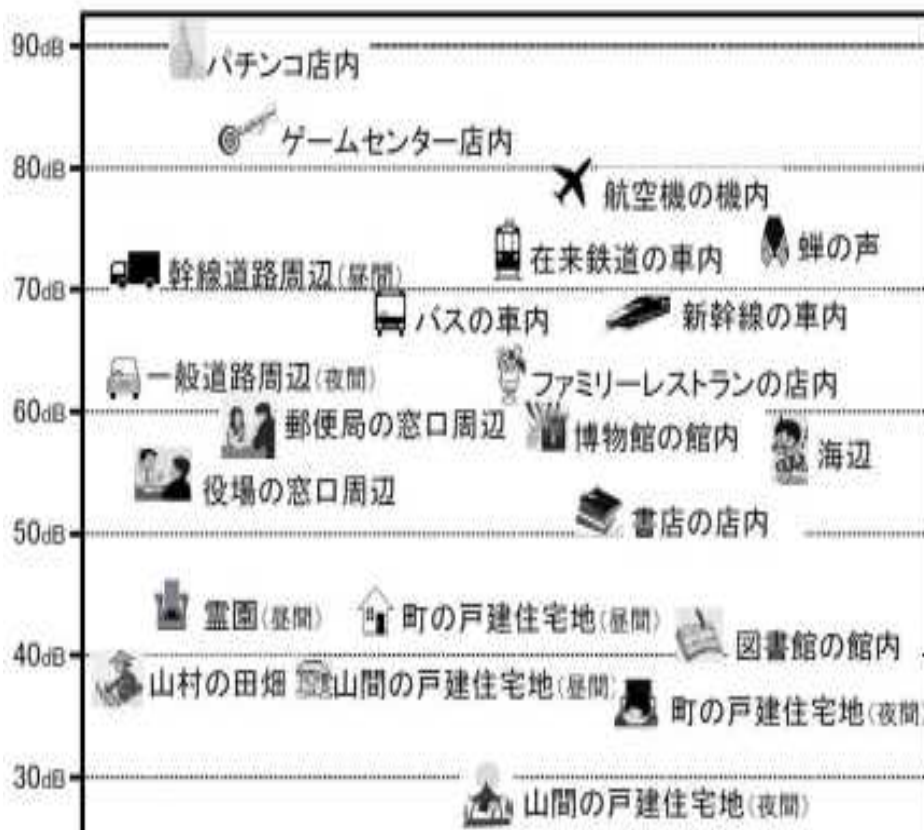 90dB
パチンコ店内
ゲームセンター店内
80dB
航空機の機内
蝉の声
在来鉄道の車内
幹線道路周辺(昼間)
70dB
バスの車内
新幹線の車内
一般道路周辺(夜間)
ファミリーレストランの店内
60dB
郵便局の窓口周辺
博物館の館内
海辺
役場の窓口周辺
書店の店内
50dB
霊園(昼間)
町の戸建住宅地(昼間)
図書館の館内
40dB
山村の田畑
山間の戸建住宅地(昼間)
町の戸建住宅地(夜間)
30dB
山間の戸建住宅地(夜間)